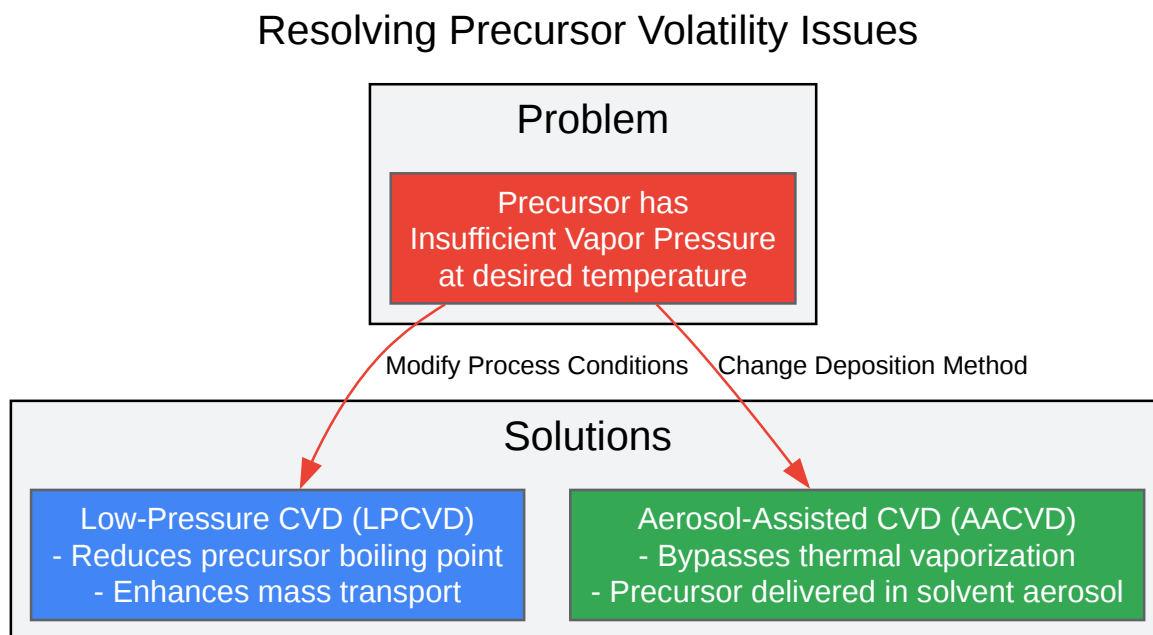 Resolving Precursor Volatility Issues
Problem
Precursor has
Insufficient Vapor Pressure
at desired temperature
Modify Process Conditions
Change Deposition Method
Solutions
Low-Pressure CVD (LPCVD)
- Reduces precursor boiling point
- Enhances mass transport
Aerosol-Assisted CVD (AACVD)
- Bypasses thermal vaporization
- Precursor delivered in solvent aerosol